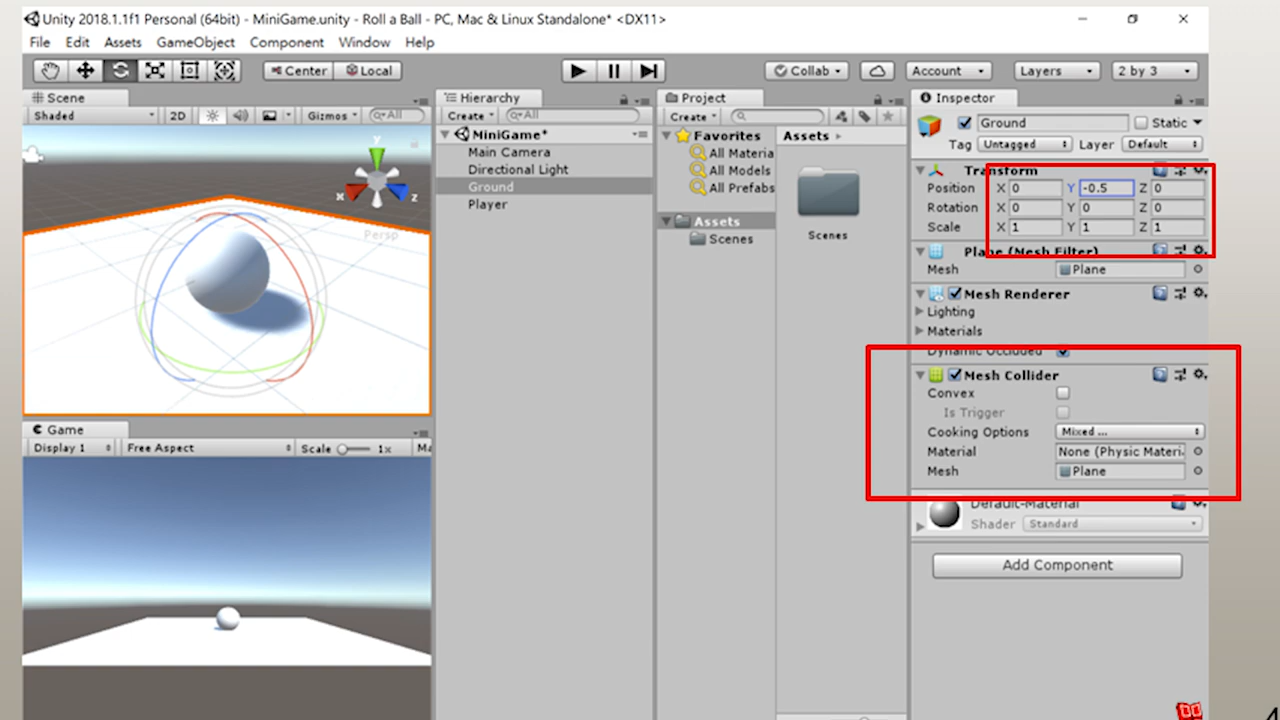 Unity 2018.1.1f1 Personal (64bit) - MiniGame.unity - Roll a Ball - PC, Mac & Linux Standalone* <DX11>
File Edit Assets GameObject Component Window Help
Center Local Collab Account Layers 2 by 3
Scene
Shaded 2D Gizmos All
y
x
z
Persp
Game
Display 1 Free Aspect Scale 1x Ma
Hierarchy
Create All
MiniGame*
Main Camera
Directional Light
Ground
Player
Project
Create
Favorites
All Materia
All Models
All Prefabs
Assets
Scenes
Assets
Scenes
Inspector
Ground Static
Tag Untagged Layer Default
Transform
Position X 0 Y -0.5 Z 0
Rotation X 0 Y 0 Z 0
Scale X 1 Y 1 Z 1
Plane (Mesh Filter)
Mesh Plane
Mesh Renderer
Lighting
Materials
Dynamic Occluded
Mesh Collider
Convex
Is Trigger
Cooking Options Mixed ...
Material None (Physic Materi
Mesh Plane
Default-Material
Shader Standard
Add Component